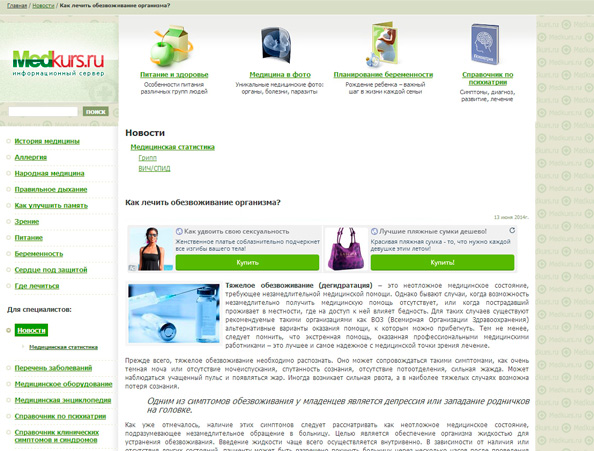 Главная / Новости / Как лечить обезвоживание организма?
Medkurs.ru
информационный сервер
ПОИСК
Питание и здоровье
Особенности питания
различных групп людей
Медицина в фото
Уникальные медицинские фото:
органы, болезни, паразиты
Планирование беременности
Рождение ребенка – важный
шаг в жизни каждой семьи
Справочник по
психиатрии
Симптомы, диагноз,
развитие, лечение
История медицины
Аллергия
Народная медицина
Правильное дыхание
Как улучшить память
Зрение
Питание
Беременность
Сердце под защитой
Где лечиться
Для специалистов:
Новости
Медицинская статистика
Перечень заболеваний
Медицинское оборудование
Медицинская энциклопедия
Справочник по психиатрии
Справочник клинических
симптомов и синдромов
Новости
Медицинская статистика
Грипп
ВИЧ/СПИД
Как лечить обезвоживание организма?
13 июня 2014г.
Как удвоить свою сексуальность
Женственное платье соблазнительно подчеркнет
все изгибы вашего тела!
Купить
Лучшие пляжные сумки дешево!
Красивая пляжная сумка - то, что нужно каждой
девушке этим летом!
Купить!
Тяжелое обезвоживание (дегидратация) – это неотложное медицинское состояние,
требующее незамедлительной медицинской помощи. Однако бывают случаи, когда возможность
незамедлительно получить медицинскую помощь отсутствует, или когда пострадавший
проживает в местности, где на доступ к ней влияет бедность. Для таких случаев существуют
рекомендуемые такими организациями как ВОЗ (Всемирная Организации Здравоохранения)
альтернативные варианты оказания помощи, к которым можно прибегнуть. Тем не менее,
следует помнить, что экстренная помощь, оказанная профессиональными медицинскими
работниками – это лучшее и самое надежное с медицинской точки зрения лечение.
Прежде всего, тяжелое обезвоживание необходимо распознать. Оно может сопровождаться такими симптомами, как очень
темная моча или отсутствие мочеиспускания, спутанность сознания, отсутствие потоотделения, сильная жажда. Может
наблюдаться учащенный пульс и появляться жар. Иногда возникает сильная рвота, а в наиболее тяжелых случаях возможна
потеря сознания.
Одним из симптомов обезвоживания у младенцев является депрессия или западание родничков
на головке.
Как уже отмечалось, наличие этих симптомов следует рассматривать как неотложное медицинское состояние,
подразумевающее незамедлительное обращение в больницу. Целью является обеспечение организма жидкостью для
устранения обезвоживания. Введение жидкости чаще всего осуществляется внутривенно. В зависимости от наличия или